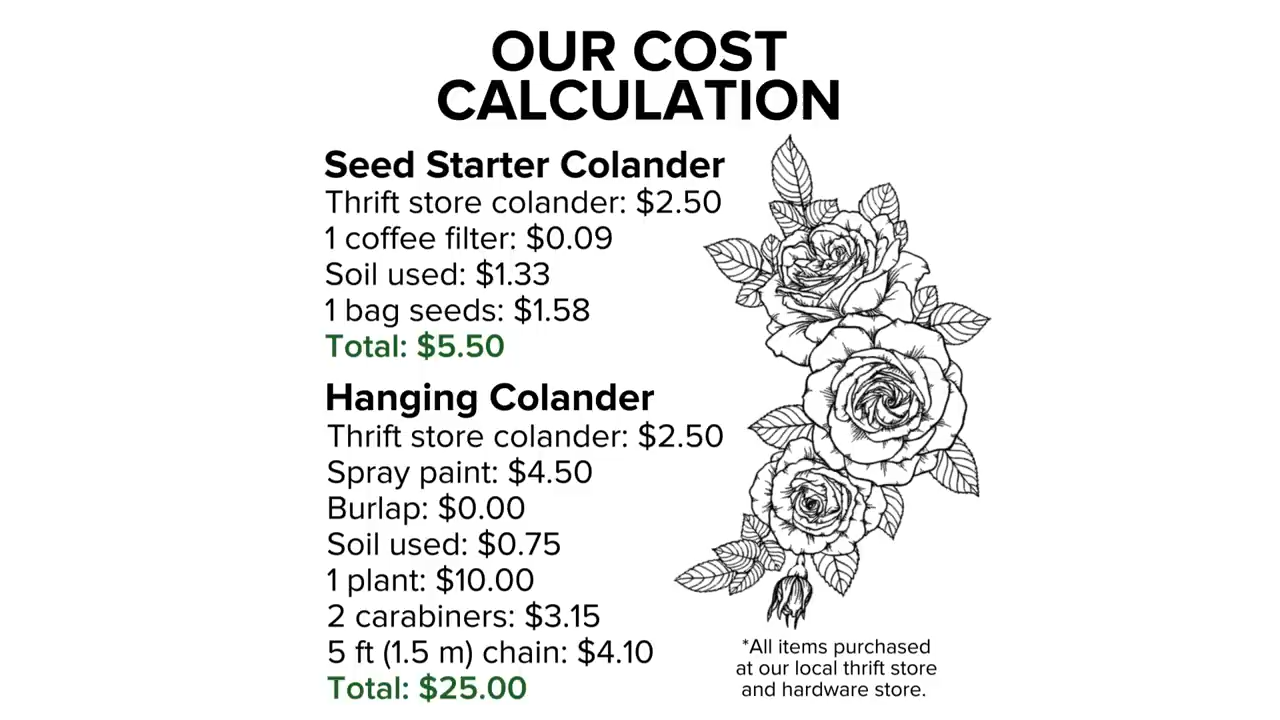 OUR COST
CALCULATION
Seed Starter Colander
Thrift store colander: $2.50
1 coffee filter: $0.09
Soil used: $1.33
1 bag seeds: $1.58
Total: $5.50
Hanging Colander
Thrift store colander: $2.50
Spray paint: $4.50
Burlap: $0.00
Soil used: $0.75
1 plant: $10.00
2 carabiners: $3.15
5 ft (1.5 m) chain: $4.10
Total: $25.00
*All items purchased
at our local thrift store
and hardware store.